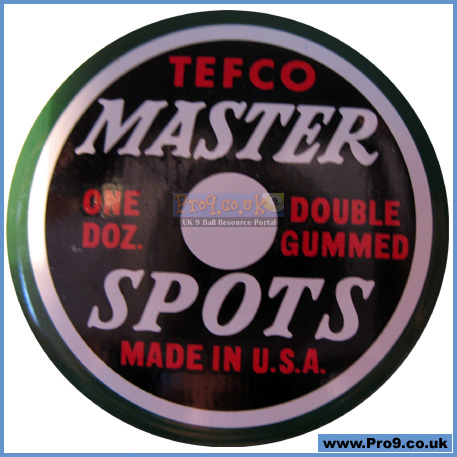 TEFCO
MASTER
ONE
DOZ.
Pro9.co.uk
UK 9 Ball Resource Portal
DOUBLE
GUMMED
SPOTS
MADE IN U.S.A.
www.Pro9.co.uk